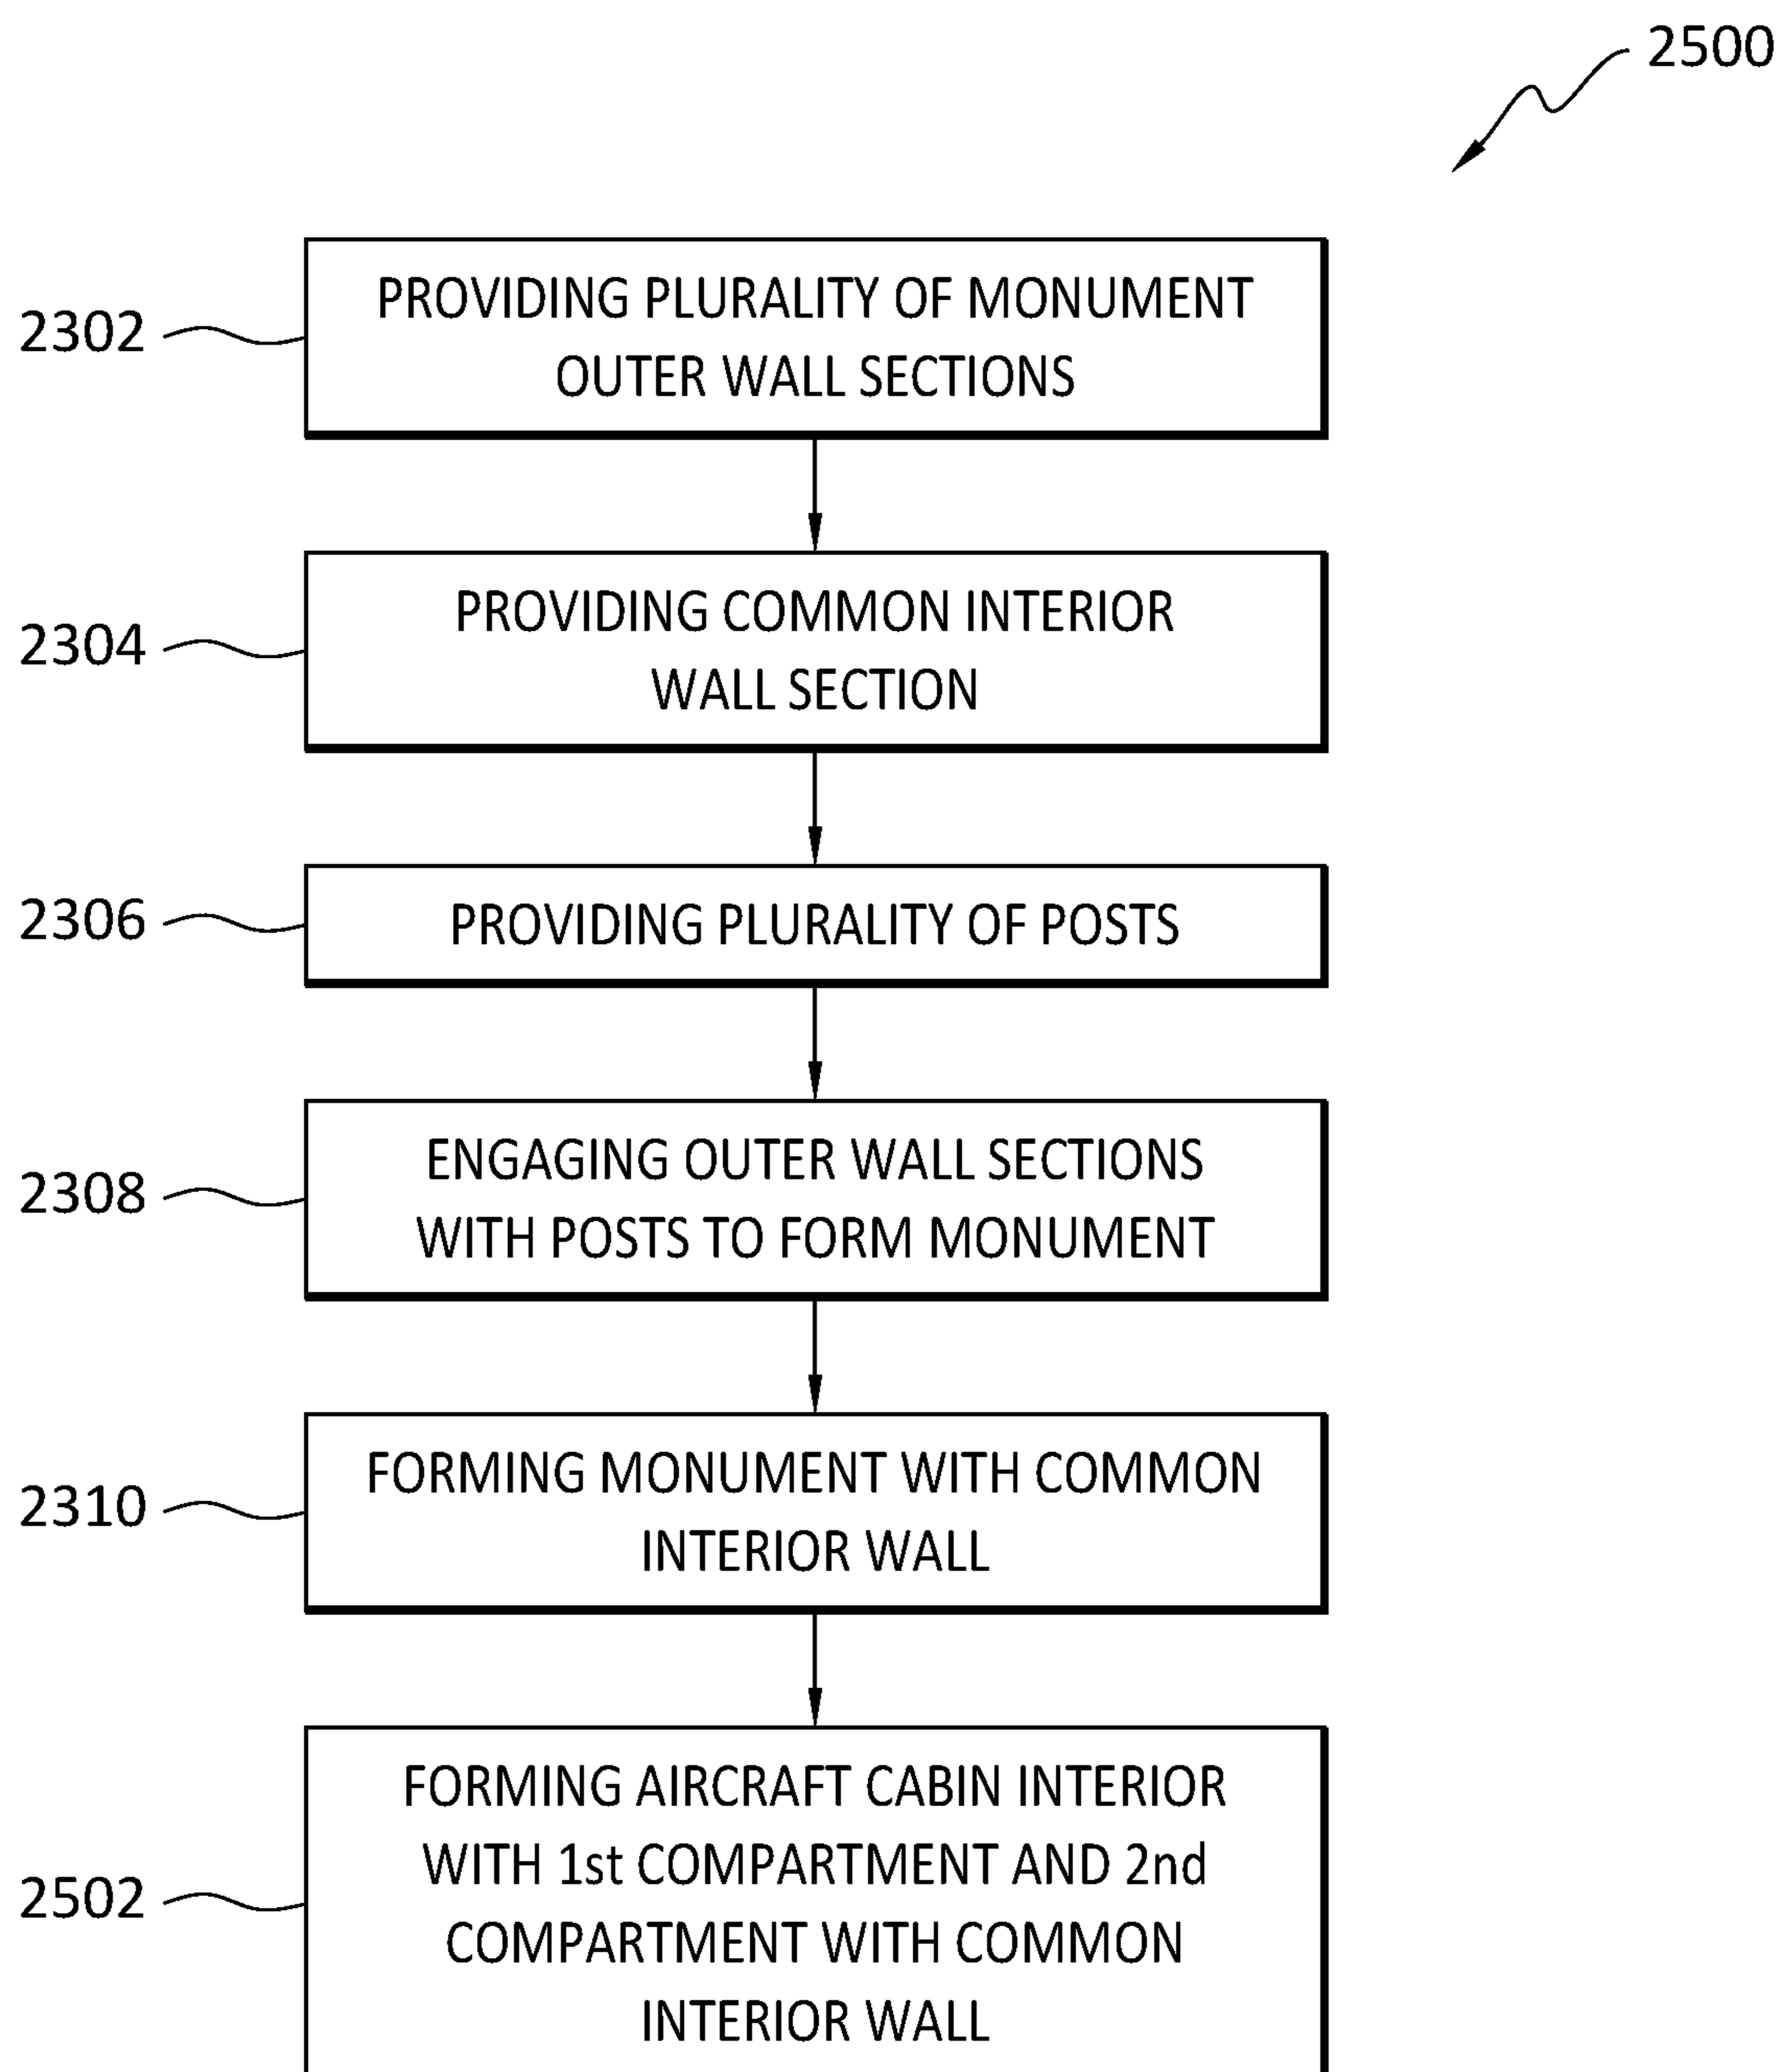 2500
2302
PROVIDING PLURALITY OF MONUMENT
OUTER WALL SECTIONS
2304
PROVIDING COMMON INTERIOR
WALL SECTION
2306
PROVIDING PLURALITY OF POSTS
2308
ENGAGING OUTER WALL SECTIONS
WITH POSTS TO FORM MONUMENT
2310
FORMING MONUMENT WITH COMMON
INTERIOR WALL
2502
FORMING AIRCRAFT CABIN INTERIOR
WITH 1st COMPARTMENT AND 2nd
COMPARTMENT WITH COMMON
INTERIOR WALL